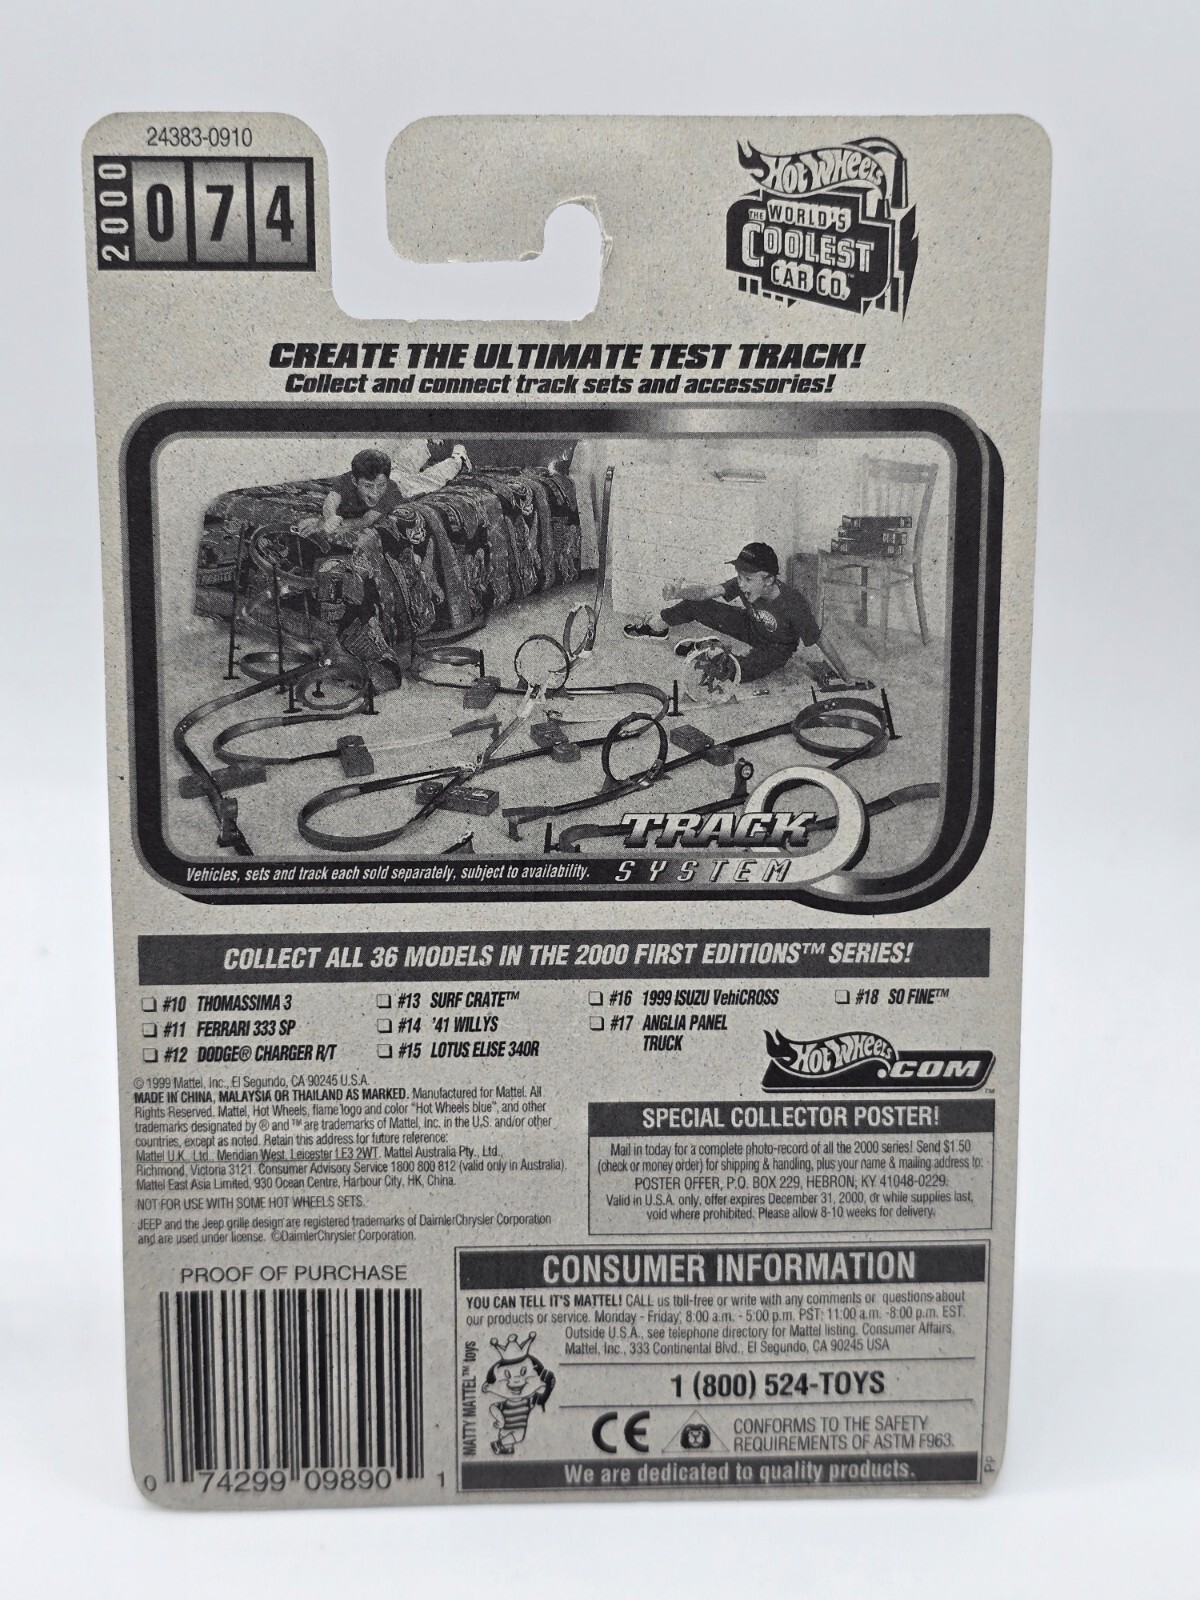 24383-0910
2000 074
Hot Wheels
THE WORLD'S
COOLEST™
CAR CO.
CREATE THE ULTIMATE TEST TRACK!
Collect and connect track sets and accessories!
TRACK
SYSTEM
Vehicles, sets and track each sold separately, subject to availability.
COLLECT ALL 36 MODELS IN THE 2000 FIRST EDITIONS™ SERIES!
#10 THOMASSIMA 3
#11 FERRARI 333 SP
#12 DODGE® CHARGER R/T
#13 SURF CRATE™
#14 '41 WILLYS
#15 LOTUS ELISE 340R
#16 1999 ISUZU VehiCROSS
#17 ANGLIA PANEL
TRUCK
#18 SO FINE™
Hot Wheels
.COM™
© 1999 Mattel, Inc., El Segundo, CA 90245 U.S.A.
MADE IN CHINA, MALAYSIA OR THAILAND AS MARKED. Manufactured for Mattel. All
Rights Reserved. Mattel, Hot Wheels, flame logo and color "Hot Wheels blue", and other
trademarks designated by ® and ™ are trademarks of Mattel, Inc. in the U.S. and/or other
countries, except as noted. Retain this address for future reference:
Mattel U.K. Ltd., Meridian West, Leicester LE3 2WT. Mattel Australia Pty., Ltd.,
Richmond, Victoria 3121. Consumer Advisory Service 1800 800 812 (valid only in Australia).
Mattel East Asia Limited, 930 Ocean Centre, Harbour City, HK, China.
NOT FOR USE WITH SOME HOT WHEELS SETS.
JEEP and the Jeep grille design are registered trademarks of DaimlerChrysler Corporation
and are used under license. ©DaimlerChrysler Corporation.
SPECIAL COLLECTOR POSTER!
Mail in today for a complete photo-record of all the 2000 series! Send $1.50
(check or money order) for shipping & handling, plus your name & mailing address to:
POSTER OFFER, P.O. BOX 229, HEBRON, KY 41048-0229.
Valid in U.S.A. only, offer expires December 31, 2000, or while supplies last,
void where prohibited. Please allow 8-10 weeks for delivery.
PROOF OF PURCHASE
0 74299 09890 1
CONSUMER INFORMATION
YOU CAN TELL IT'S MATTEL! CALL us toll-free or write with any comments or questions about
our products or service. Monday - Friday, 8:00 a.m. - 5:00 p.m. PST; 11:00 a.m. -8:00 p.m. EST.
Outside U.S.A., see telephone directory for Mattel listing. Consumer Affairs,
Mattel, Inc., 333 Continental Blvd., El Segundo, CA 90245 USA
MATTY MATTEL™ toys
1 (800) 524-TOYS
CE
CONFORMS TO THE SAFETY
REQUIREMENTS OF ASTM F963.
We are dedicated to quality products.
Pp